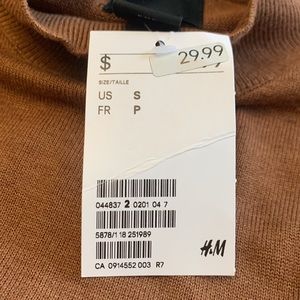 $ 29.99
SIZE/TAILLE
US S
FR P
044837 2 0201 04 7
5878/1 18 251989
H&M
CA 0914552 003 R7